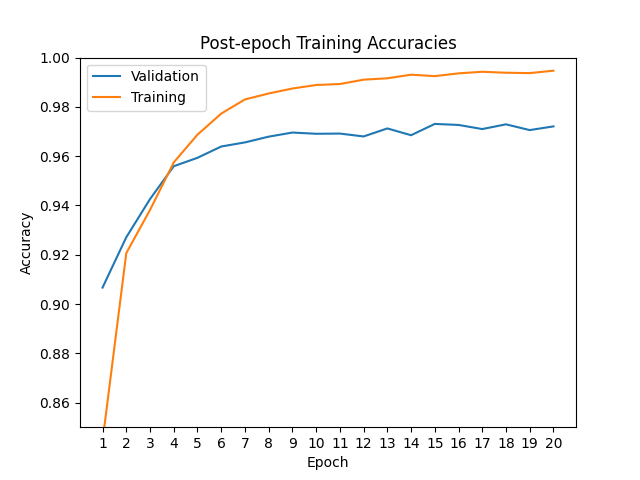 Post-epoch Training Accuracies
Validation
Training
1.00
0.98
0.96
0.94
0.92
0.90
0.88
0.86
Accuracy
1 2 3 4 5 6 7 8 9 10 11 12 13 14 15 16 17 18 19 20
Epoch